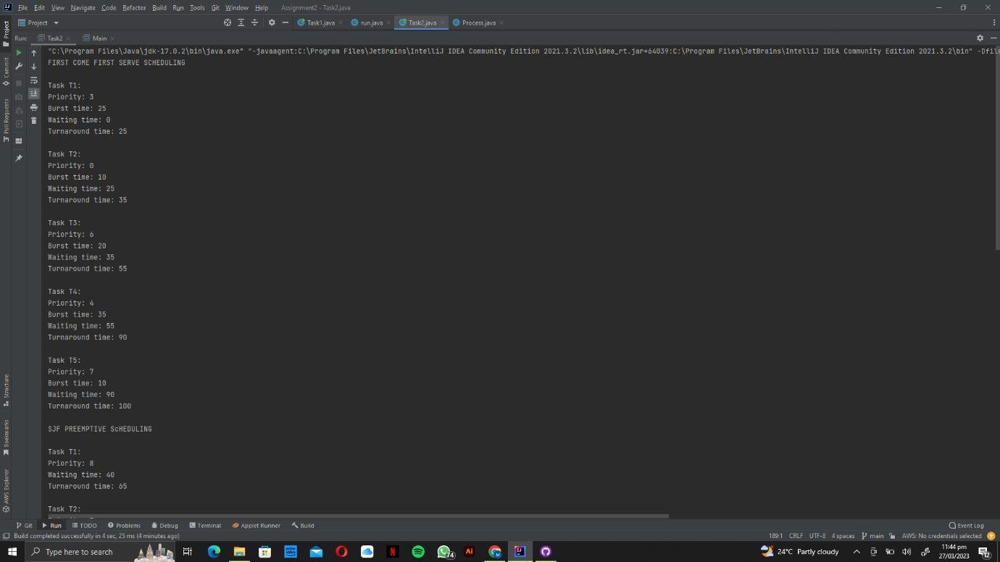 File Edit View Navigate Code Refactor Build Run Tools Git Window Help Assignment2 - Task2.java
Project Task1.java run.java Task2.java Process.java
Run: Task2 Main
"C:\Program Files\Java\jdk-17.0.2\bin\java.exe" "-javaagent:C:\Program Files\JetBrains\IntelliJ IDEA Community Edition 2021.3.2\lib\idea_rt.jar=64039:C:\Program Files\JetBrains\IntelliJ IDEA Community Edition 2021.3.2\bin" -Dfile
FIRST COME FIRST SERVE SCHEDULING
Task T1:
Priority: 3
Burst time: 25
Waiting time: 0
Turnaround time: 25
Task T2:
Priority: 0
Burst time: 10
Waiting time: 25
Turnaround time: 35
Task T3:
Priority: 6
Burst time: 20
Waiting time: 35
Turnaround time: 55
Task T4:
Priority: 4
Burst time: 35
Waiting time: 55
Turnaround time: 90
Task T5:
Priority: 7
Burst time: 10
Waiting time: 90
Turnaround time: 100
SJF PREEMPTIVE ScHEDULING
Task T1:
Priority: 8
Waiting time: 40
Turnaround time: 65
Task T2:
Project
Commit
Pull Requests
Structure
Bookmarks
AWS Explorer
Git Run TODO Problems Debug Terminal Applet Runner Build Event Log
Build completed successfully in 4 sec, 25 ms (4 minutes ago) 189:1 CRLF UTF-8 4 spaces main AWS: No credentials selected
Type here to search prime video N 74 Ai 24°C Partly cloudy 11:44 pm
27/03/2023 12